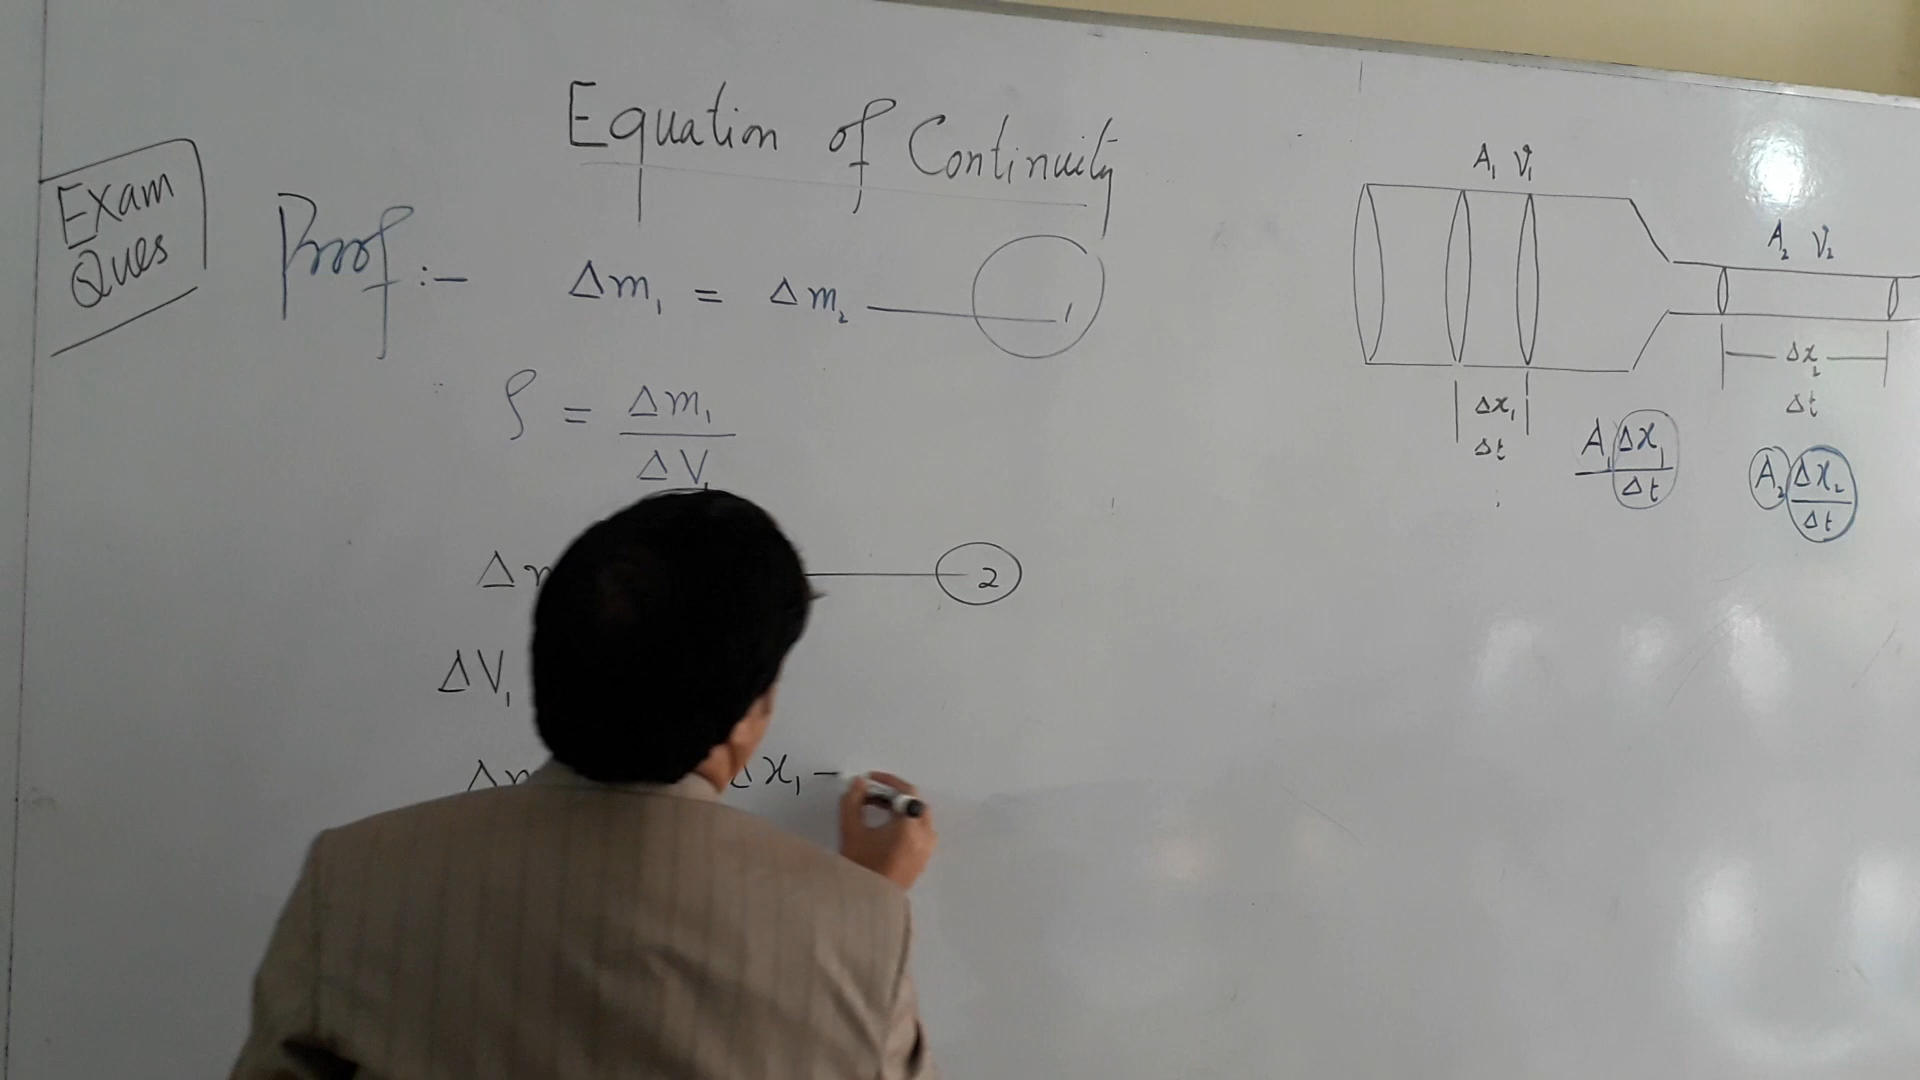 Equation of Continuity
Exam
Ques
Proof :-
Δm₁ = Δm₂ — 1
ρ = Δm₁
ΔV₁
Δm — 2
ΔV₁
Δm Δx₁ –
A₁ V₁
A₂ V₂
Δx₁
Δt
Δx₂
Δt
A₁ Δx₁
Δt
A₂ Δx₂
Δt